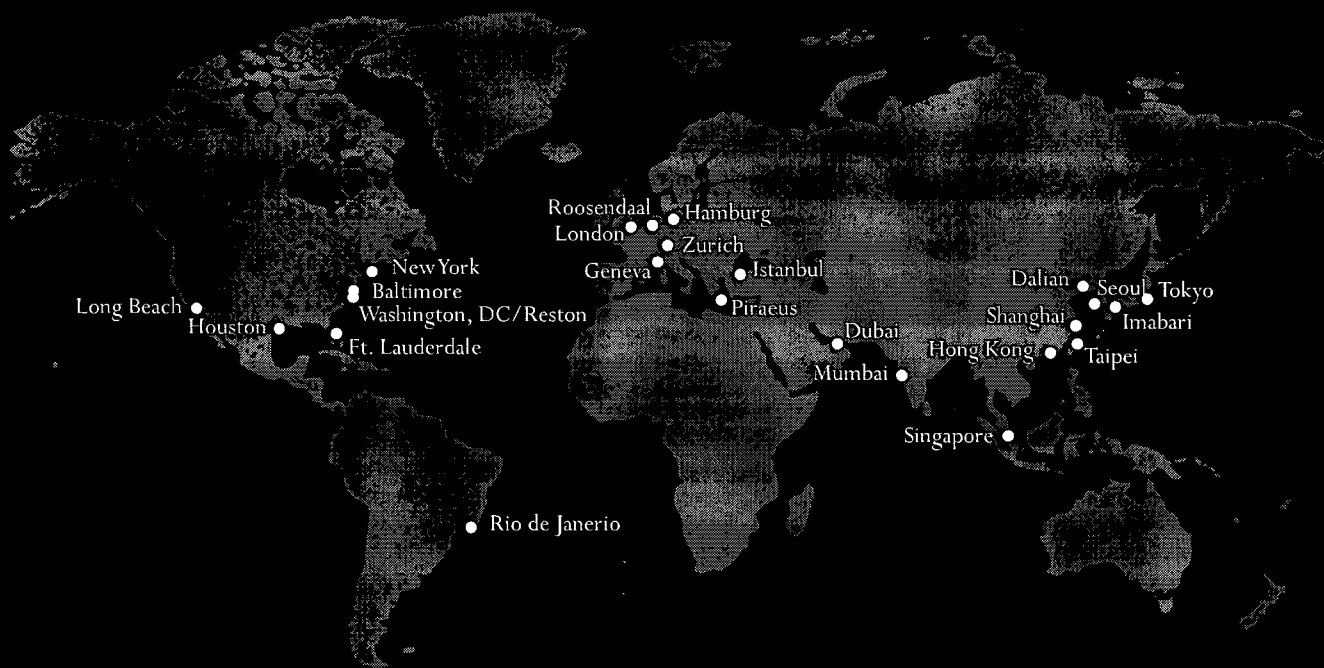 Roosendaal
Hamburg
London
Zurich
Geneva
Istanbul
New York
Dalian
Seoul
Tokyo
Baltimore
Long Beach
Piraeus
Washington, DC/Reston
Shanghai
Imabari
Houston
Dubai
Ft. Lauderdale
Hong Kong
Taipei
Mumbai
Singapore
Rio de Janerio